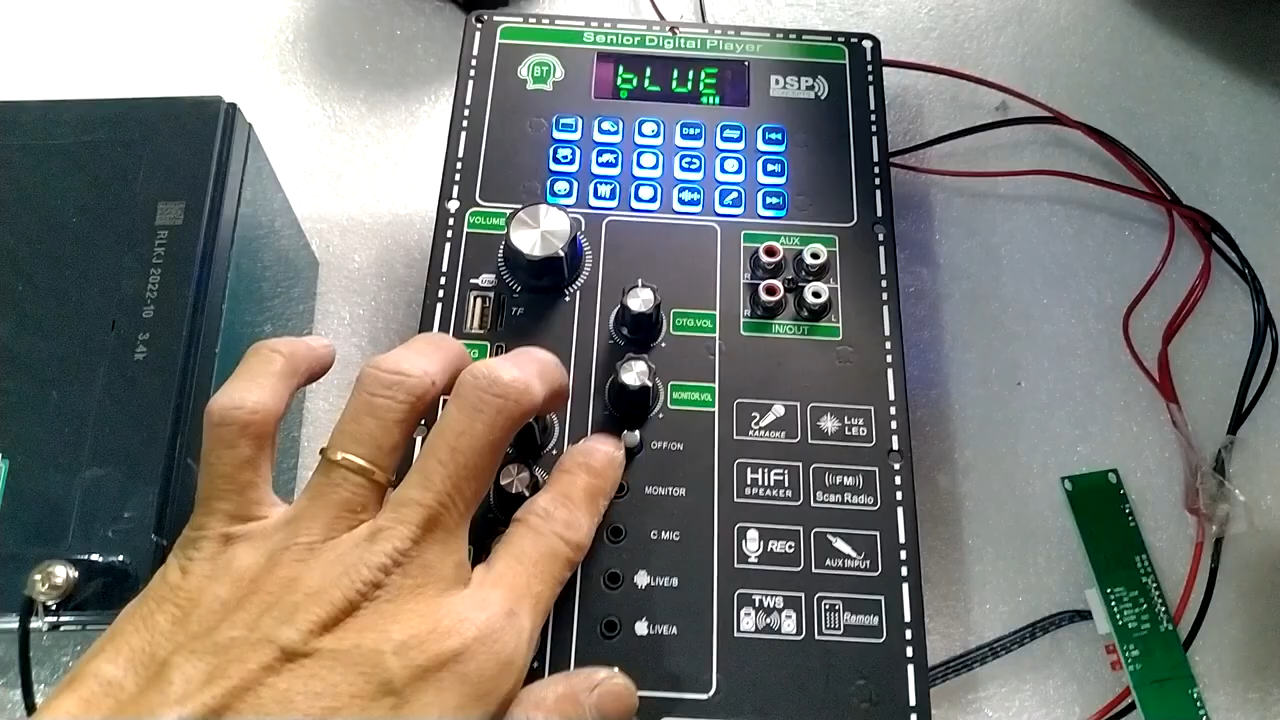 Senior Digital Player
BT
bLUE
DSP
DSP
VOLUME
USB
TF
AUX
R
L
R
L
IN/OUT
OTG.VOL
MONITOR.VOL
OFF/ON
MONITOR
C.MIC
LIVE/B
LIVE/A
KARAOKE
Luz
LED
HiFi
SPEAKER
((FM))
Scan Radio
REC
AUX INPUT
TWS
Remote
RLKJ 2022-10 3.4k